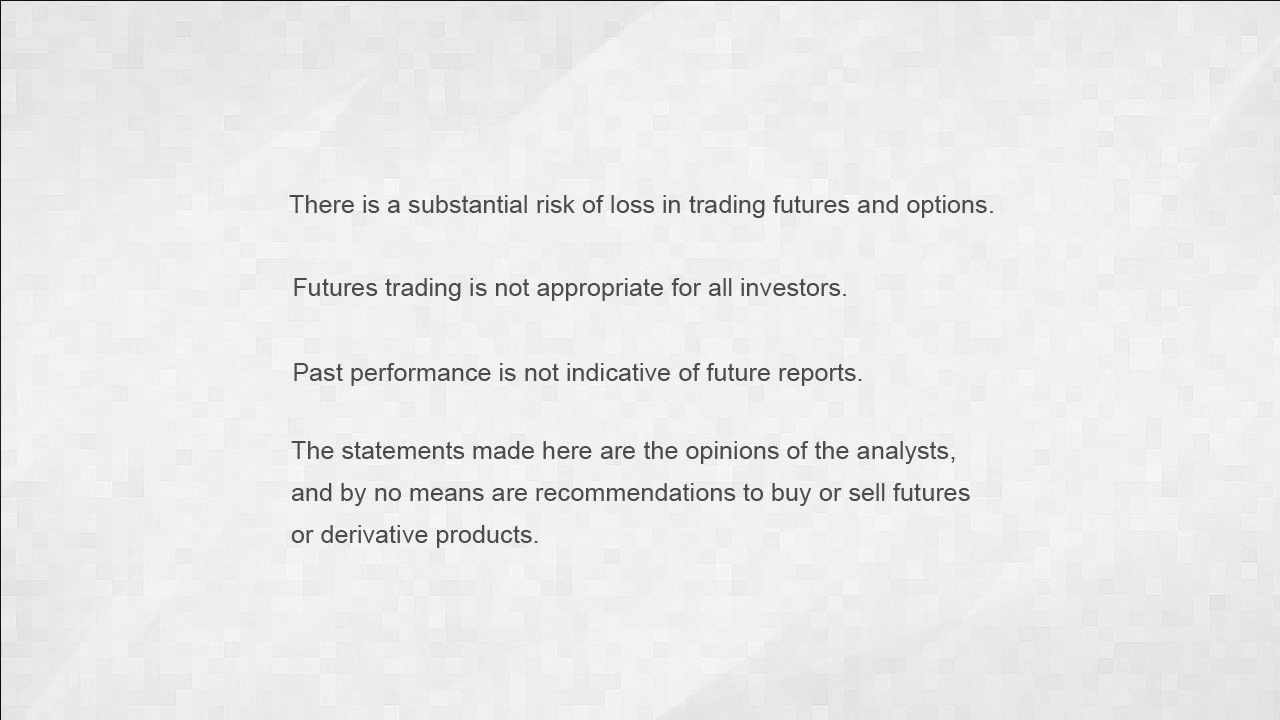 There is a substantial risk of loss in trading futures and options.
Futures trading is not appropriate for all investors.
Past performance is not indicative of future reports.
The statements made here are the opinions of the analysts,
and by no means are recommendations to buy or sell futures
or derivative products.